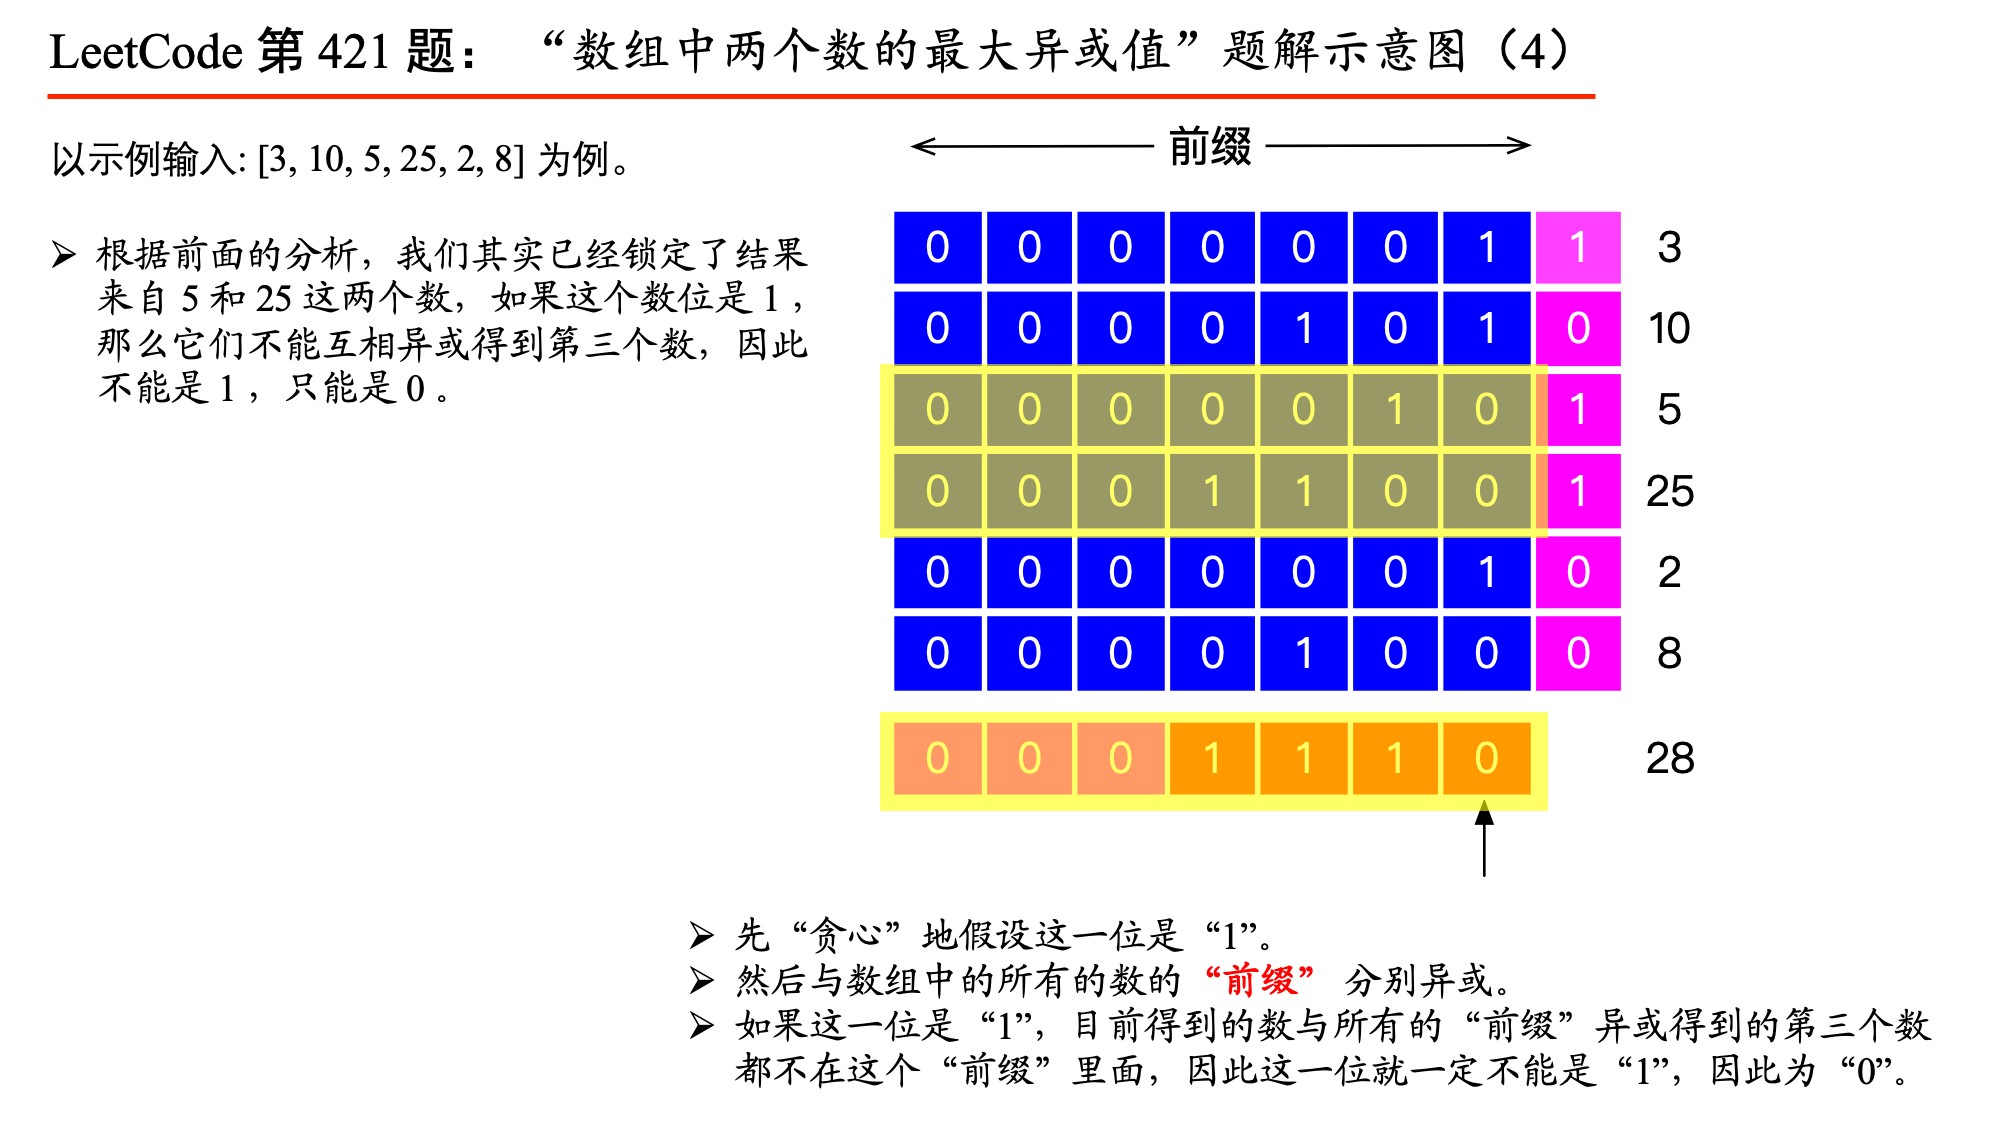 LeetCode 第 421 题： “数组中两个数的最大异或值”题解示意图（4）
以示例输入: [3, 10, 5, 25, 2, 8] 为例。
前缀
➢ 根据前面的分析，我们其实已经锁定了结果
来自 5 和 25 这两个数，如果这个数位是 1 ，
那么它们不能互相异或得到第三个数，因此
不能是 1 ，只能是 0 。
0 0 0 0 0 0 1 1 3
0 0 0 0 1 0 1 0 10
0 0 0 0 0 1 0 1 5
0 0 0 1 1 0 0 1 25
0 0 0 0 0 0 1 0 2
0 0 0 0 1 0 0 0 8
0 0 0 1 1 1 0 28
➢ 先“贪心”地假设这一位是“1”。
➢ 然后与数组中的所有的数的“前缀” 分别异或。
➢ 如果这一位是“1”，目前得到的数与所有的“前缀”异或得到的第三个数
都不在这个“前缀”里面，因此这一位就一定不能是“1”，因此为“0”。